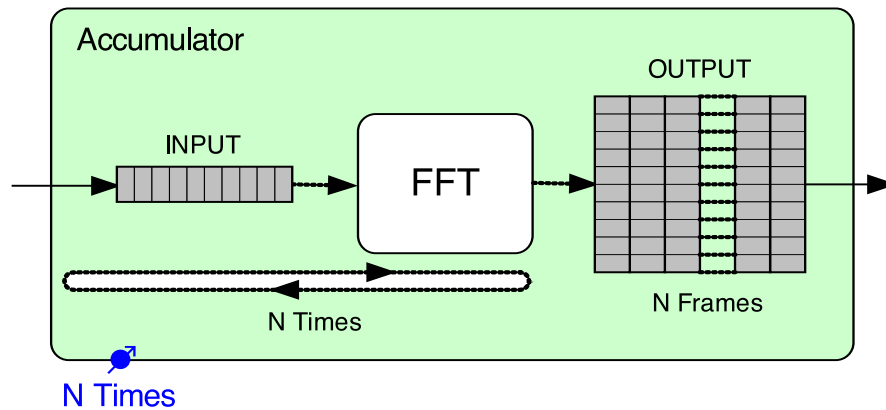 Accumulator
OUTPUT
INPUT
FFT
N Frames
N Times
N Times